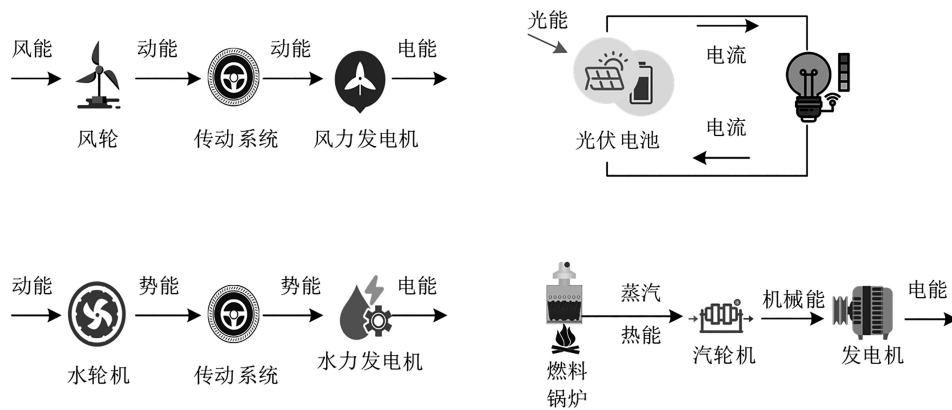 风能
动能
动能
电能
风轮
传动系统
风力发电机
光能
电流
电流
光伏电池
动能
势能
势能
电能
水轮机
传动系统
水力发电机
蒸汽
热能
机械能
电能
燃料
锅炉
汽轮机
发电机